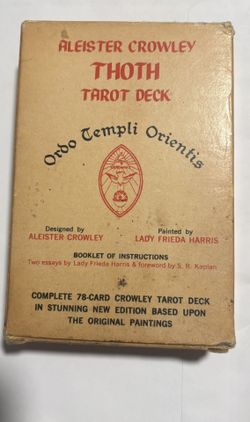 ALEISTER CROWLEY
THOTH
TAROT DECK
Ordo Templi Orientis
Designed by
ALEISTER CROWLEY
Painted by
LADY FRIEDA HARRIS
BOOKLET OF INSTRUCTIONS
Two essays by Lady Frieda Harris & foreword by S. R. Kaplan
COMPLETE 78-CARD CROWLEY TAROT DECK
IN STUNNING NEW EDITION BASED UPON
THE ORIGINAL PAINTINGS